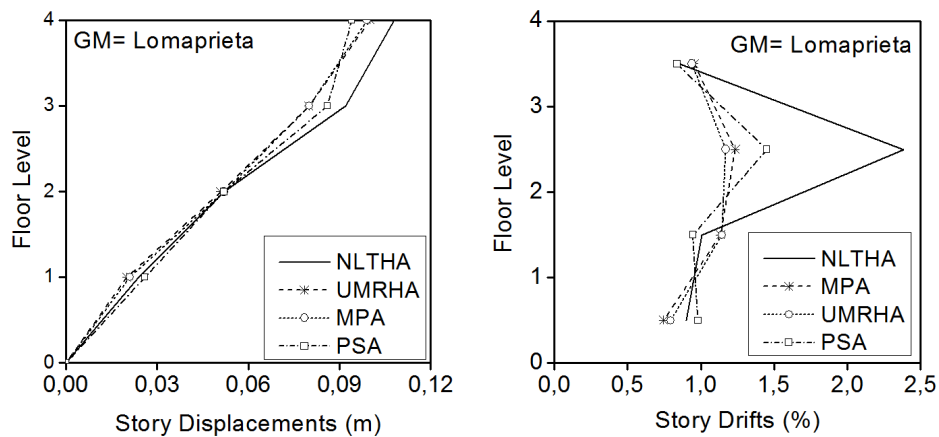 4
3
2
1
0
Floor Level
GM= Lomaprieta
NLTHA
UMRHA
MPA
PSA
0,00 0,03 0,06 0,09 0,12
Story Displacements (m)
4
3
2
1
0
Floor Level
GM= Lomaprieta
NLTHA
MPA
UMRHA
PSA
0,0 0,5 1,0 1,5 2,0 2,5
Story Drifts (%)